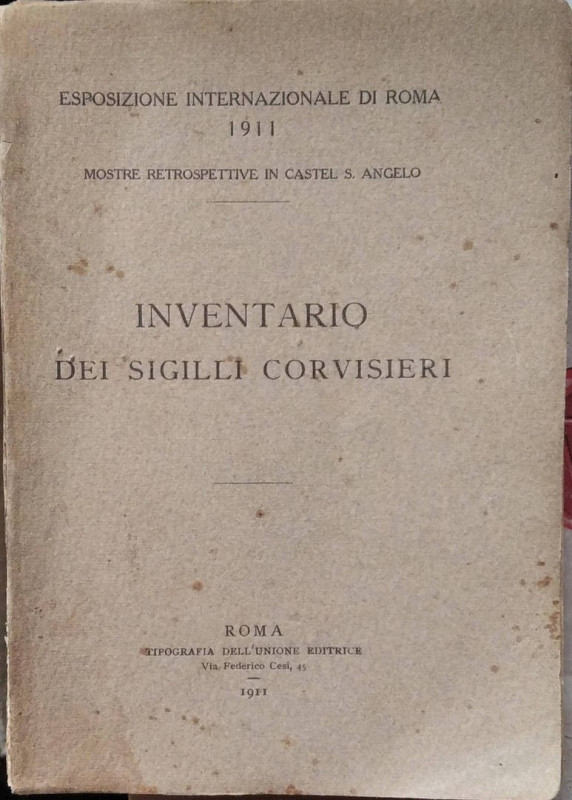 ESPOSIZIONE INTERNAZIONALE DI ROMA
1911
MOSTRE RETROSPETTIVE IN CASTEL S. ANGELO
INVENTARIO
DEI SIGILLI CORVISIERI
ROMA
TIPOGRAFIA DELL'UNIONE EDITRICE
Via Federico Cesi, 45
1911